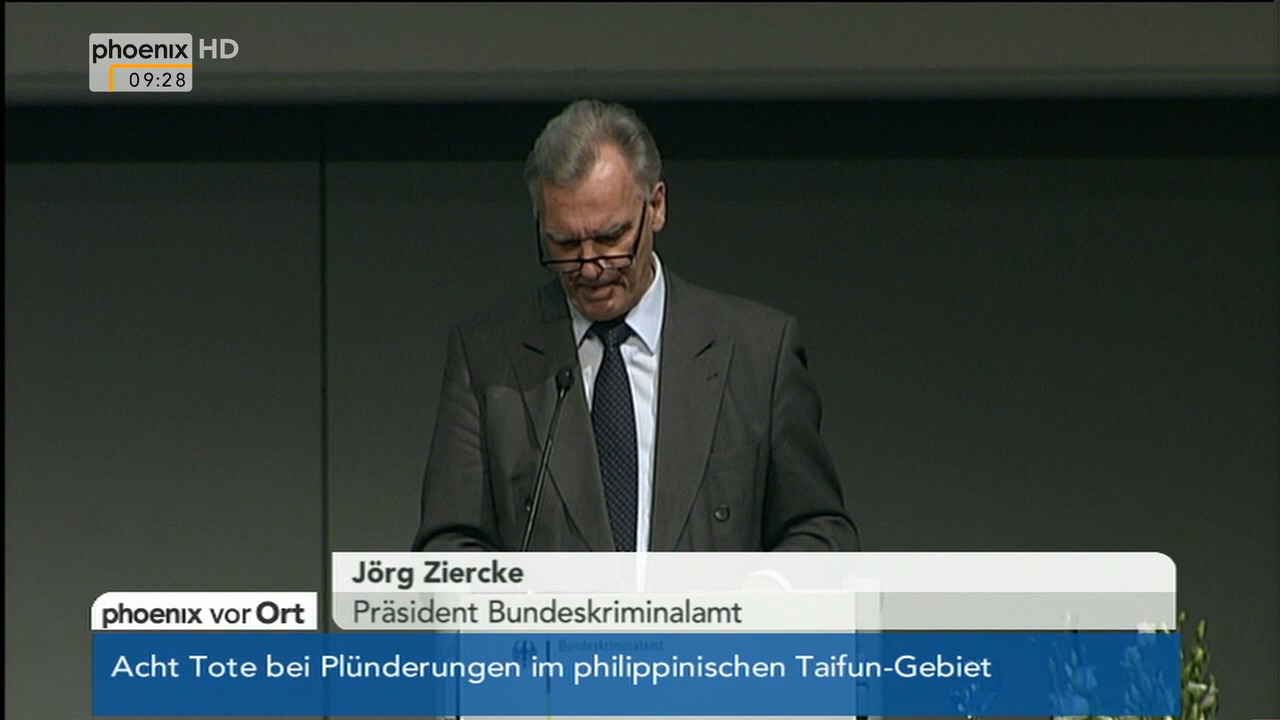 phoenix HD
09:28
Jörg Ziercke
phoenix vor Ort
Präsident Bundeskriminalamt
Bundeskriminalamt
Acht Tote bei Plünderungen im philippinischen Taifun-Gebiet